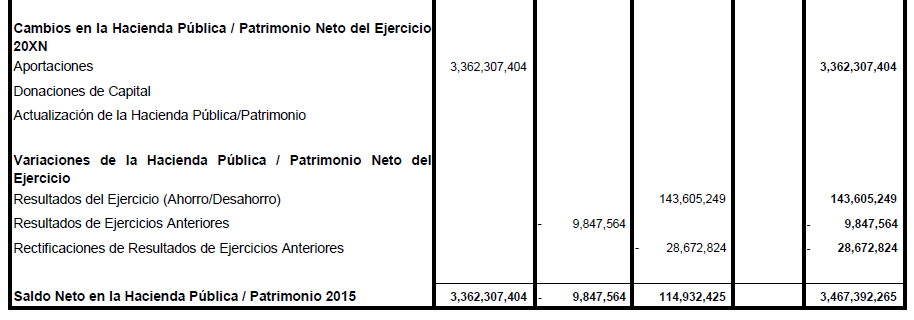 Cambios en la Hacienda Pública / Patrimonio Neto del Ejercicio
20XN
Aportaciones 3,362,307,404 3,362,307,404
Donaciones de Capital
Actualización de la Hacienda Pública/Patrimonio
Variaciones de la Hacienda Pública / Patrimonio Neto del
Ejercicio
Resultados del Ejercicio (Ahorro/Desahorro) 143,605,249 143,605,249
Resultados de Ejercicios Anteriores - 9,847,564 - 9,847,564
Rectificaciones de Resultados de Ejercicios Anteriores - 28,672,824 - 28,672,824
Saldo Neto en la Hacienda Pública / Patrimonio 2015 3,362,307,404 - 9,847,564 114,932,425 3,467,392,265